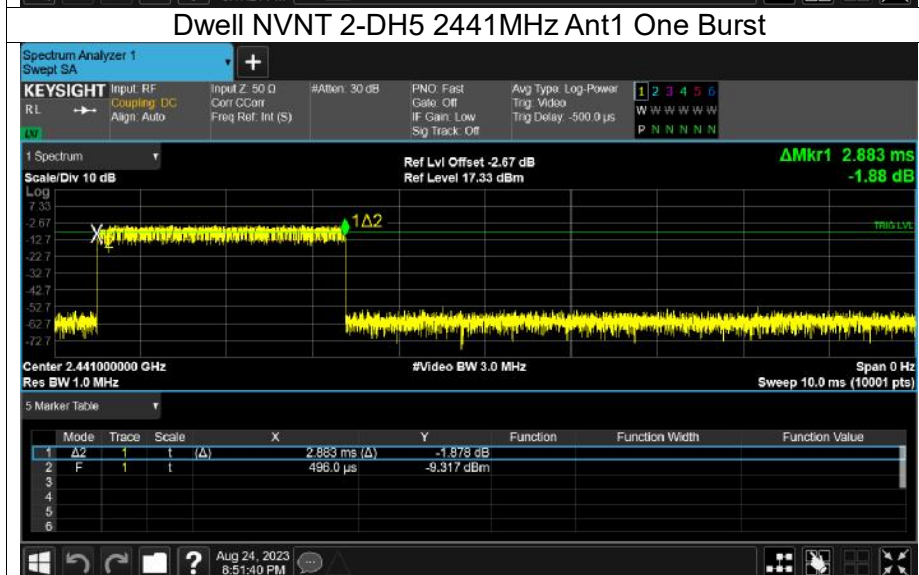 Dwell NVNT 2-DH5 2441MHz Ant1 One Burst
Spectrum Analyzer 1
Swept SA
+
KEYSIGHT Input: RF Input Z: 50 Ω #Atten: 30 dB PNO: Fast Avg Type: Log-Power 1 2 3 4 5 6
RL Coupling: DC Corr CCorr Gate: Off Trig: Video W W W W W W
Align: Auto Freq Ref: Int (S) IF Gain: Low Trig Delay: -500.0 µs
Sig Track: Off P N N N N N
LXI
1 Spectrum Ref Lvl Offset -2.67 dB ΔMkr1 2.883 ms
Scale/Div 10 dB Ref Level 17.33 dBm -1.88 dB
Log
7.33
-2.67 1Δ2 TRIG LVL
-12.7 X
-22.7
-32.7
-42.7
-52.7
-62.7
-72.7
Center 2.441000000 GHz #Video BW 3.0 MHz Span 0 Hz
Res BW 1.0 MHz Sweep 10.0 ms (10001 pts)
5 Marker Table
Mode Trace Scale X Y Function Function Width Function Value
1 Δ2 1 t (Δ) 2.883 ms (Δ) -1.878 dB
2 F 1 t 496.0 µs -9.317 dBm
3
4
5
6
? Aug 24, 2023
8:51:40 PM